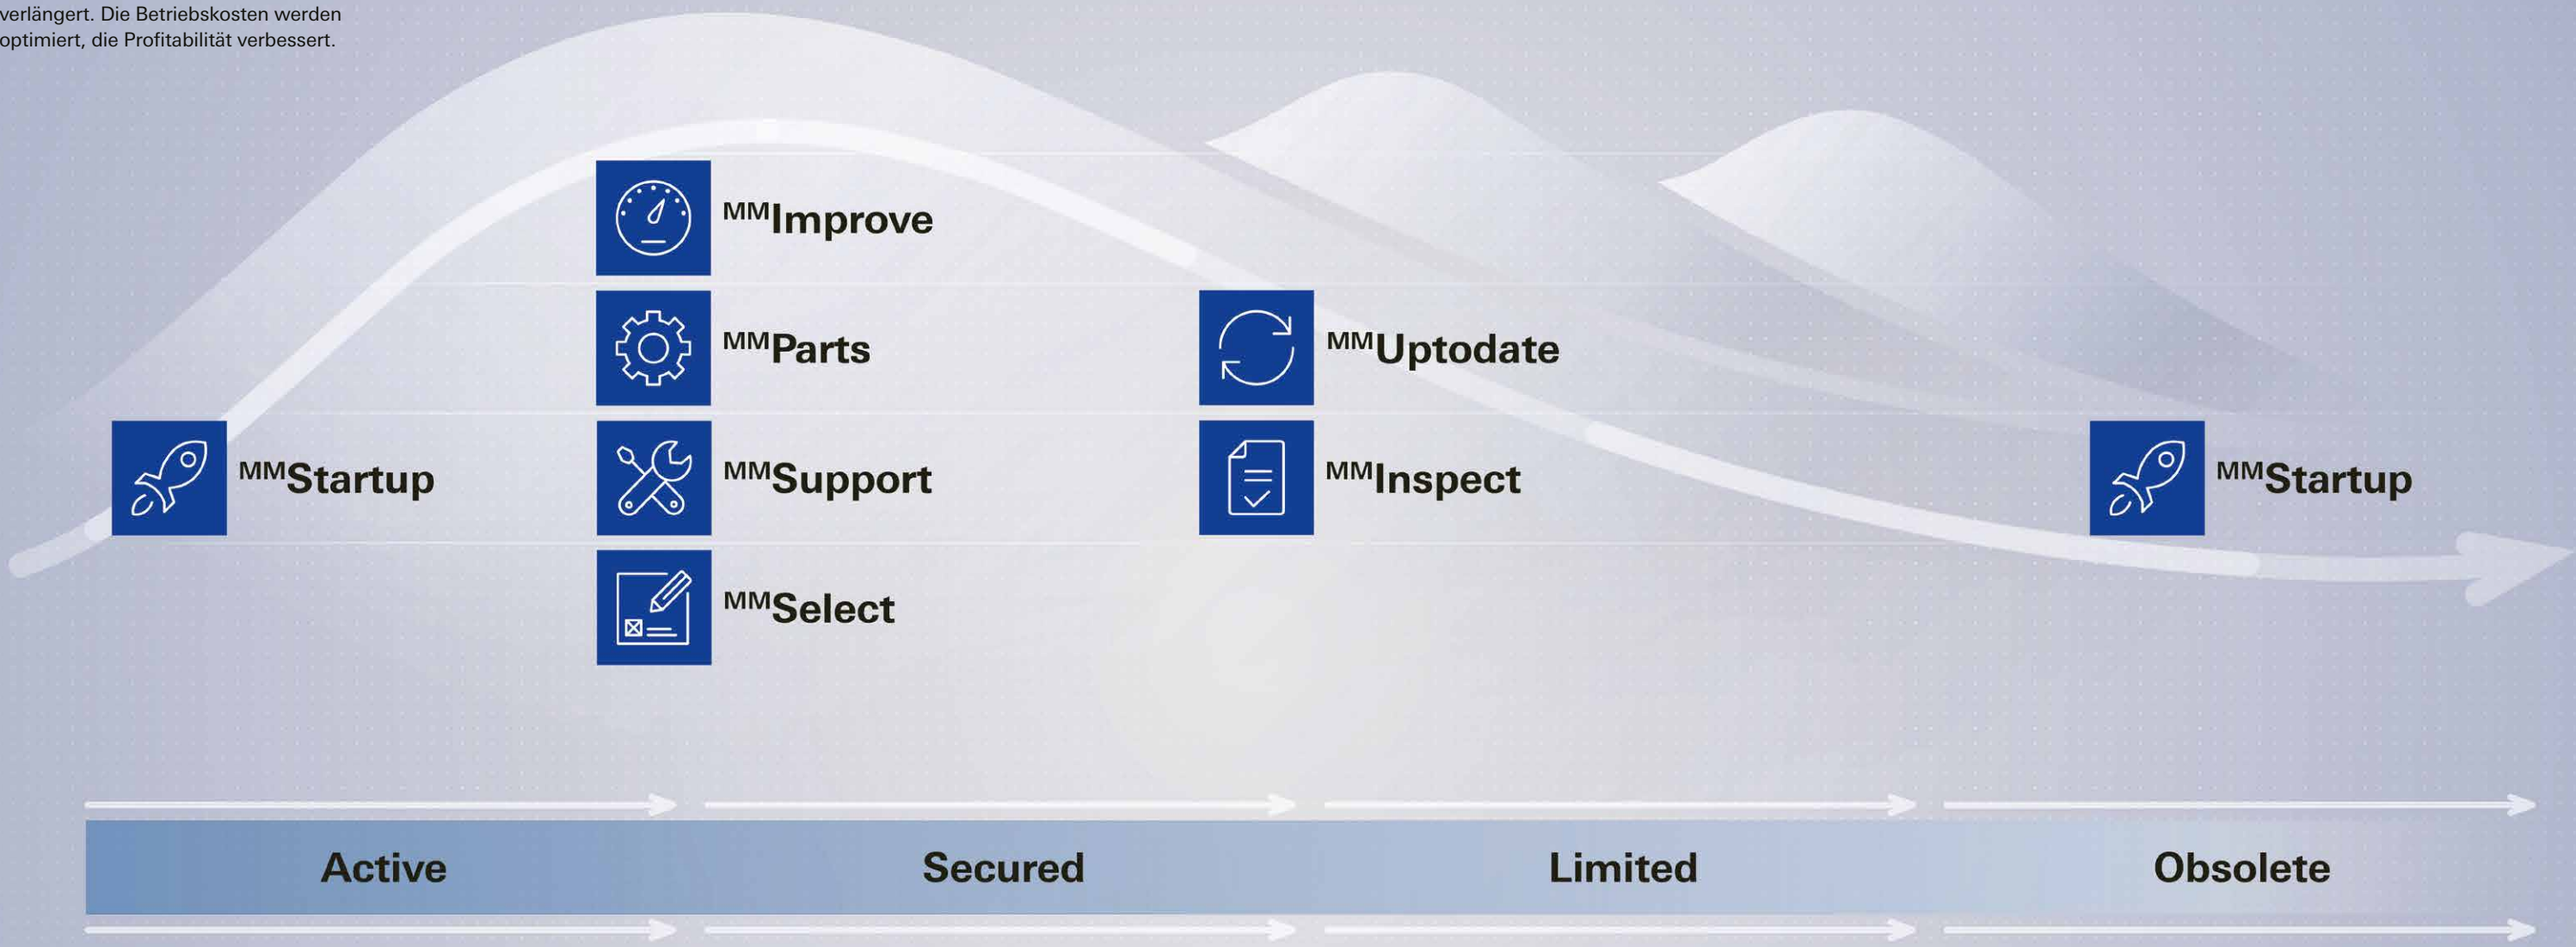 verlängert. Die Betriebskosten werden
optimiert, die Profitabilität verbessert.
MMImprove
MMParts
MMUptodate
MMStartup
MMSupport
MMInspect
MMStartup
MMSelect
Active
Secured
Limited
Obsolete